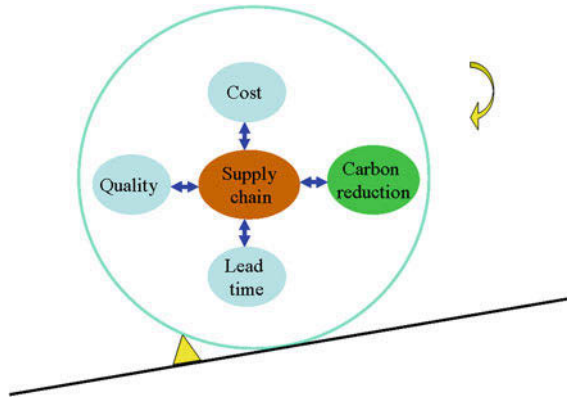 Cost
Quality
Supply
chain
Carbon
reduction
Lead
time